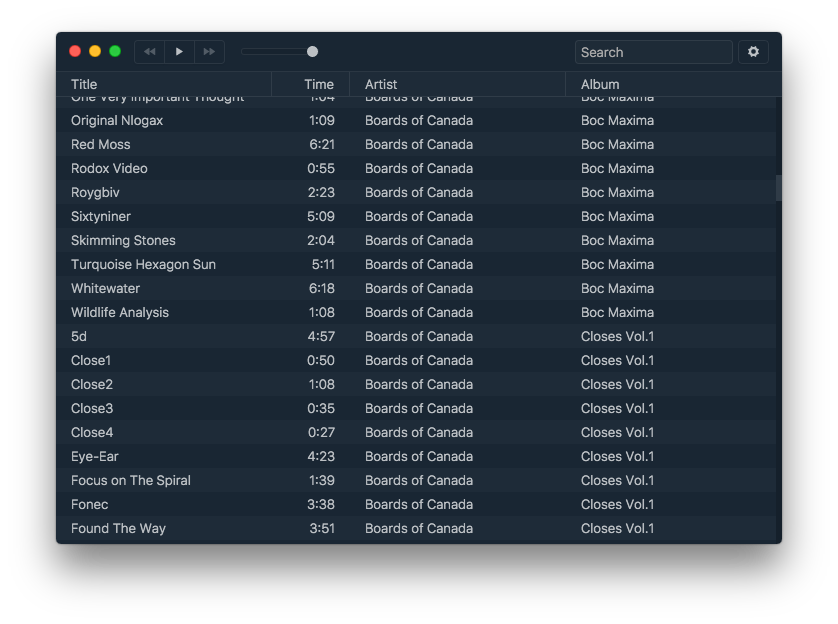 Search
Title Time Artist Album
One Very Important Thought 1:04 Boards of Canada Boc Maxima
Original Nlogax 1:09 Boards of Canada Boc Maxima
Red Moss 6:21 Boards of Canada Boc Maxima
Rodox Video 0:55 Boards of Canada Boc Maxima
Roygbiv 2:23 Boards of Canada Boc Maxima
Sixtyniner 5:09 Boards of Canada Boc Maxima
Skimming Stones 2:04 Boards of Canada Boc Maxima
Turquoise Hexagon Sun 5:11 Boards of Canada Boc Maxima
Whitewater 6:18 Boards of Canada Boc Maxima
Wildlife Analysis 1:08 Boards of Canada Boc Maxima
5d 4:57 Boards of Canada Closes Vol.1
Close1 0:50 Boards of Canada Closes Vol.1
Close2 1:08 Boards of Canada Closes Vol.1
Close3 0:35 Boards of Canada Closes Vol.1
Close4 0:27 Boards of Canada Closes Vol.1
Eye-Ear 4:23 Boards of Canada Closes Vol.1
Focus on The Spiral 1:39 Boards of Canada Closes Vol.1
Fonec 3:38 Boards of Canada Closes Vol.1
Found The Way 3:51 Boards of Canada Closes Vol.1